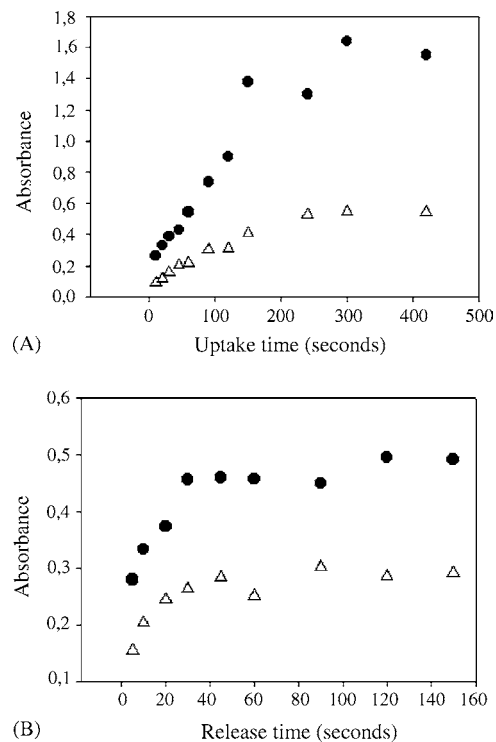 1,8
1,6
1,4
1,2
1,0
0,8
0,6
0,4
0,2
0,0
Absorbance
0 100 200 300 400 500
(A) Uptake time (seconds)
0,6
0,5
0,4
0,3
0,2
0,1
Absorbance
0 20 40 60 80 100 120 140 160
(B) Release time (seconds)